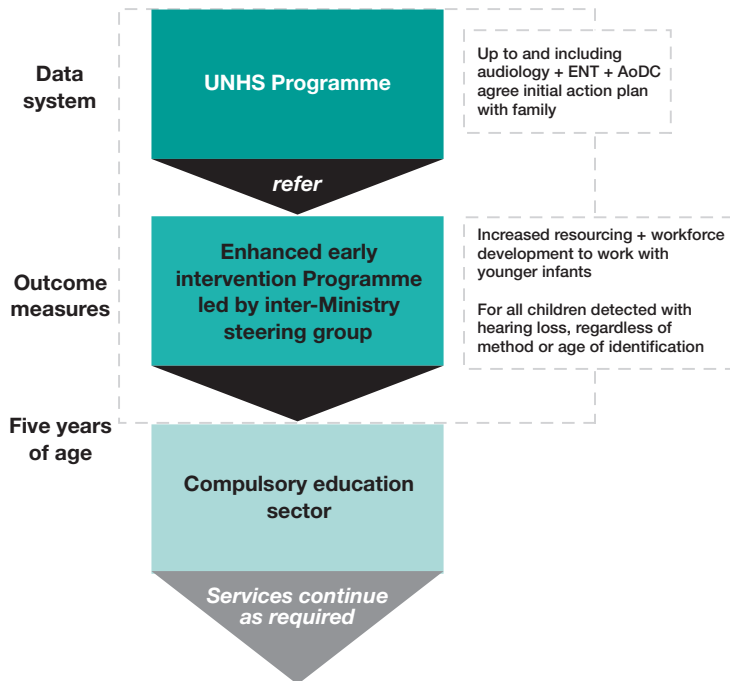 Data
system
UNHS Programme
Up to and including
audiology + ENT + AoDC
agree initial action plan
with family
refer
Outcome
measures
Enhanced early
intervention Programme
led by inter-Ministry
steering group
Increased resourcing + workforce
development to work with
younger infants
For all children detected with
hearing loss, regardless of
method or age of identification
Five years
of age
Compulsory education
sector
Services continue
as required